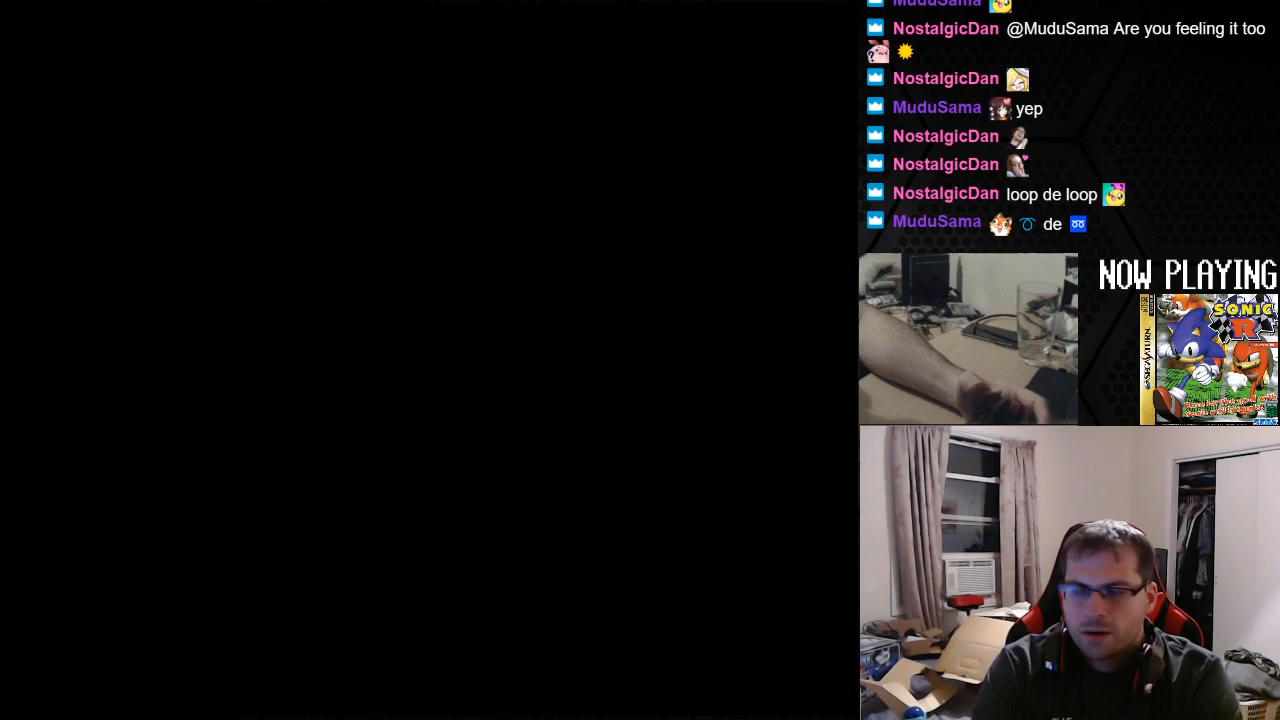 MuduSama
NostalgicDan @MuduSama Are you feeling it too
NostalgicDan
MuduSama yep
NostalgicDan
NostalgicDan
NostalgicDan loop de loop
MuduSama de
NOW PLAYING
SONIC
R
SEGA SATURN
SEGA